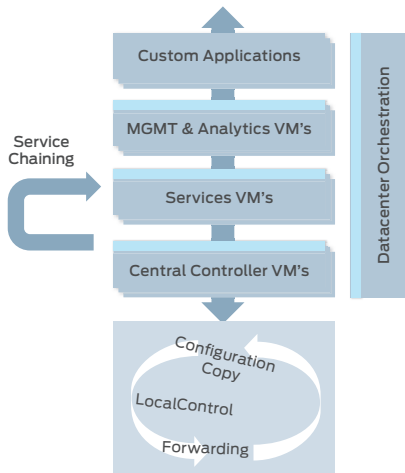 Custom Applications
MGMT & Analytics VM's
Service
Chaining
Services VM's
Central Controller VM's
Datacenter Orchestration
Configuration
Copy
LocalControl
Forwarding